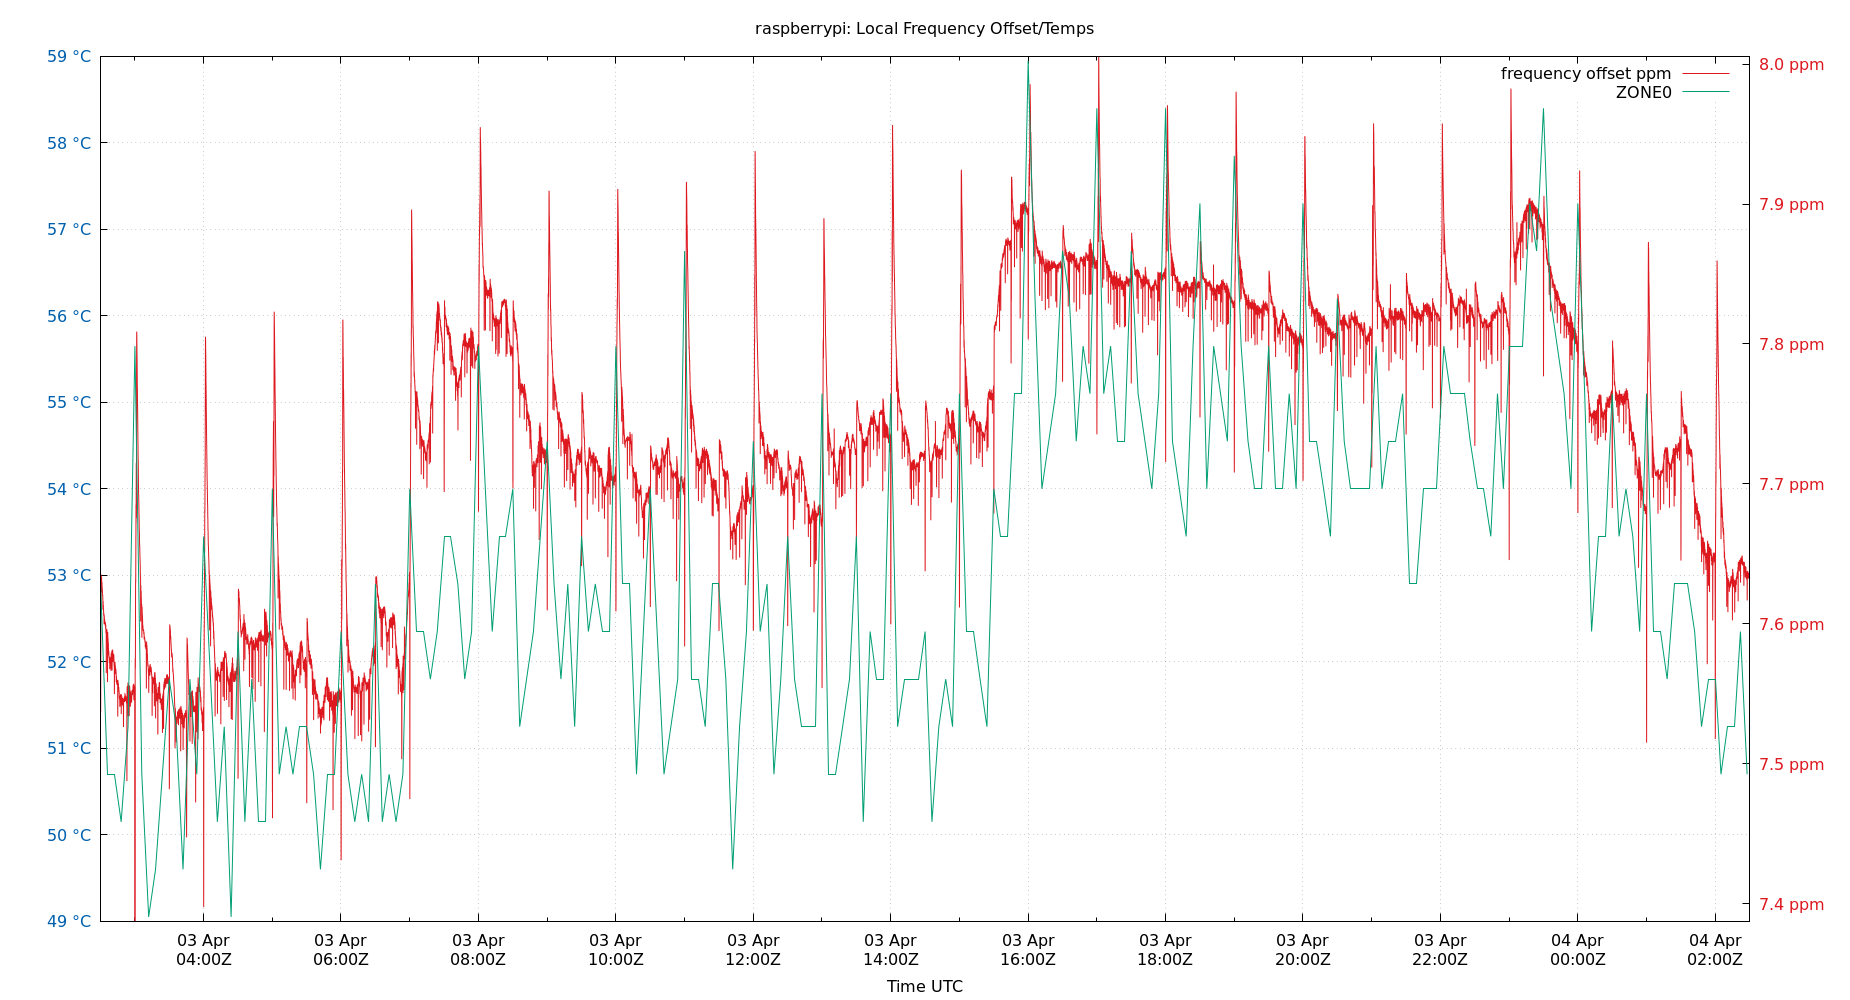 raspberrypi: Local Frequency Offset/Temps
59 °C
58 °C
57 °C
56 °C
55 °C
54 °C
53 °C
52 °C
51 °C
50 °C
49 °C
8.0 ppm
7.9 ppm
7.8 ppm
7.7 ppm
7.6 ppm
7.5 ppm
7.4 ppm
frequency offset ppm
ZONE0
03 Apr 03 Apr 03 Apr 03 Apr 03 Apr 03 Apr 03 Apr 03 Apr 03 Apr 03 Apr 04 Apr 04 Apr
04:00Z 06:00Z 08:00Z 10:00Z 12:00Z 14:00Z 16:00Z 18:00Z 20:00Z 22:00Z 00:00Z 02:00Z
Time UTC